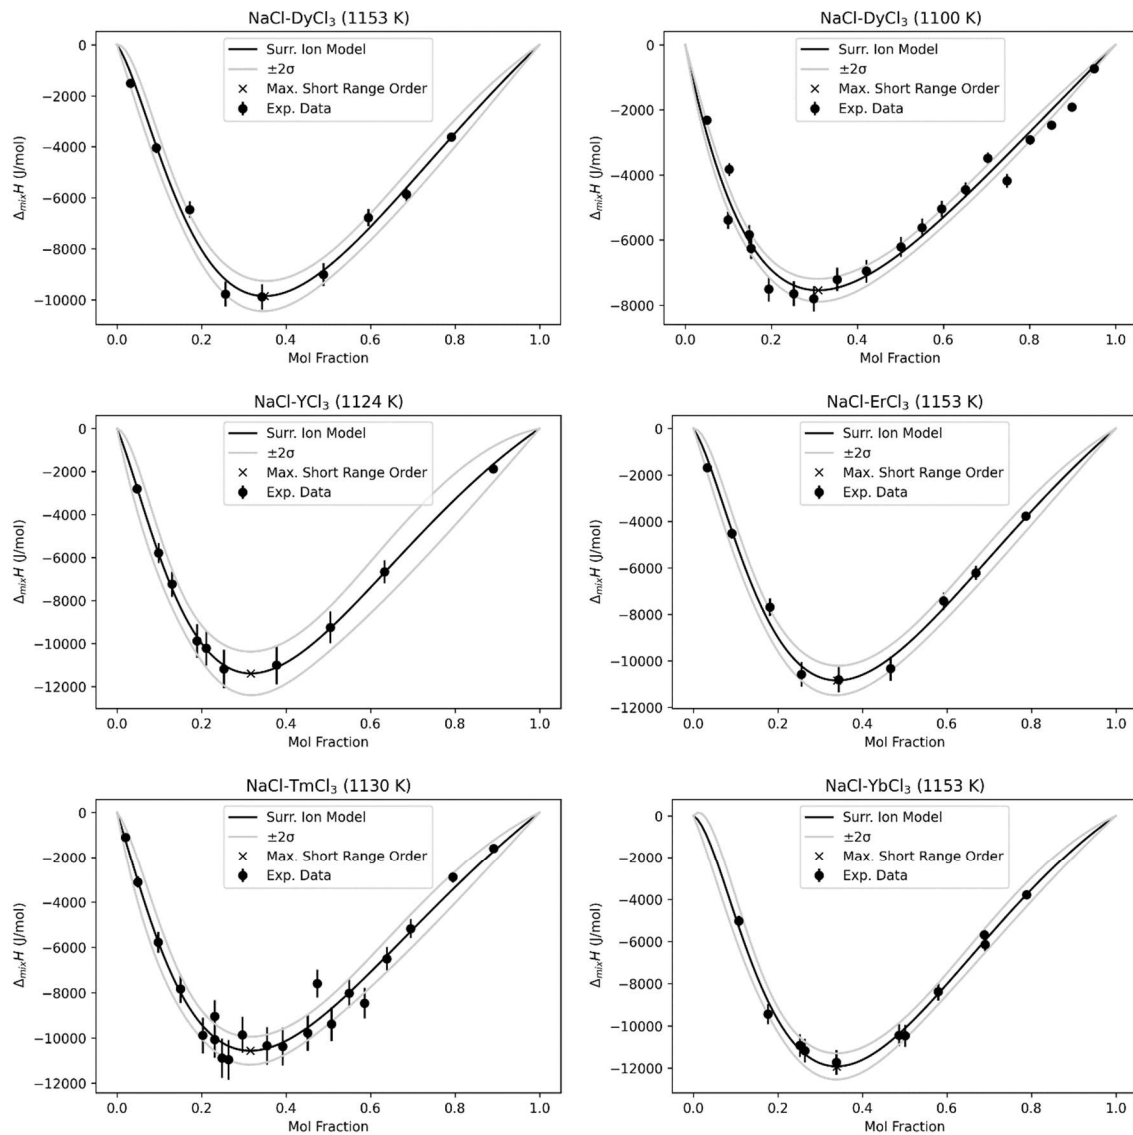 NaCl-DyCl₃ (1153 K)
Surr. Ion Model
±2σ
Max. Short Range Order
Exp. Data
0
−2000
−4000
−6000
−8000
−10000
ΔmixH (J/mol)
0.0 0.2 0.4 0.6 0.8 1.0
Mol Fraction
NaCl-DyCl₃ (1100 K)
Surr. Ion Model
±2σ
Max. Short Range Order
Exp. Data
0
−2000
−4000
−6000
−8000
ΔmixH (J/mol)
0.0 0.2 0.4 0.6 0.8 1.0
Mol Fraction
NaCl-YCl₃ (1124 K)
Surr. Ion Model
±2σ
Max. Short Range Order
Exp. Data
0
−2000
−4000
−6000
−8000
−10000
−12000
ΔmixH (J/mol)
0.0 0.2 0.4 0.6 0.8 1.0
Mol Fraction
NaCl-ErCl₃ (1153 K)
Surr. Ion Model
±2σ
Max. Short Range Order
Exp. Data
0
−2000
−4000
−6000
−8000
−10000
−12000
ΔmixH (J/mol)
0.0 0.2 0.4 0.6 0.8 1.0
Mol Fraction
NaCl-TmCl₃ (1130 K)
Surr. Ion Model
±2σ
Max. Short Range Order
Exp. Data
0
−2000
−4000
−6000
−8000
−10000
−12000
ΔmixH (J/mol)
0.0 0.2 0.4 0.6 0.8 1.0
Mol Fraction
NaCl-YbCl₃ (1153 K)
Surr. Ion Model
±2σ
Max. Short Range Order
Exp. Data
0
−2000
−4000
−6000
−8000
−10000
−12000
ΔmixH (J/mol)
0.0 0.2 0.4 0.6 0.8 1.0
Mol Fraction